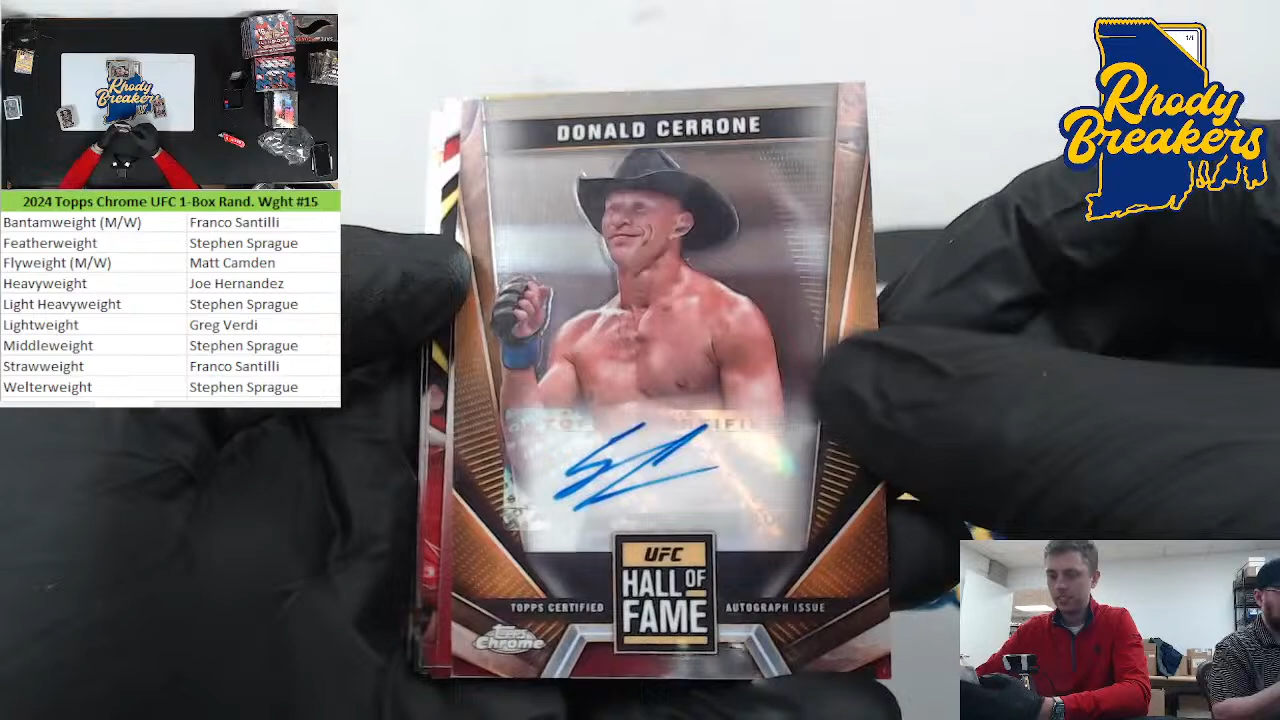 Rhody
Breakers
2024 Topps Chrome UFC 1-Box Rand. Wght #15
Bantamweight (M/W) Franco Santilli
Featherweight Stephen Sprague
Flyweight (M/W) Matt Camden
Heavyweight Joe Hernandez
Light Heavyweight Stephen Sprague
Lightweight Greg Verdi
Middleweight Stephen Sprague
Strawweight Franco Santilli
Welterweight Stephen Sprague
DONALD CERRONE
UFC
HALL OF
FAME
TOPPS CERTIFIED
AUTOGRAPH ISSUE
Topps
Chrome
1/1
Rhody
Breakers